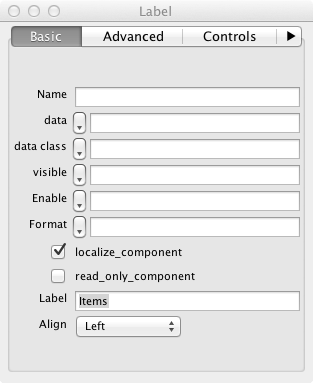 Label
Basic Advanced Controls
Name
data
data class
visible
Enable
Format
localize_component
read_only_component
Label Items
Align Left